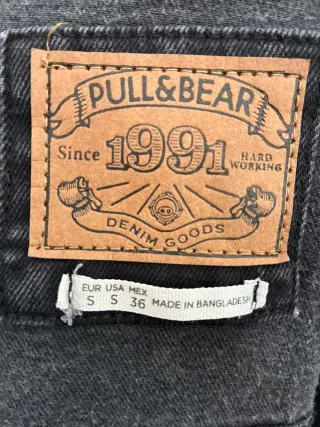 PULL&BEAR
Since 1991 HARD WORKING
DENIM GOODS
EUR USA MEX
S S 36 MADE IN BANGLADESH